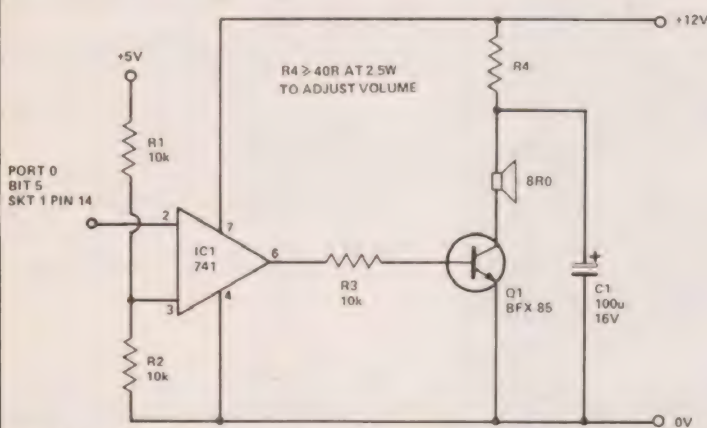 +12V
+5V
R4 ≥ 40R AT 2.5W
TO ADJUST VOLUME
R4
R1
10k
PORT 0
BIT 5
SKT 1 PIN 14
8R0
2
7
IC1
741
6
3
4
R3
10k
Q1
BFX 85
+
C1
100u
16V
R2
10k
0V